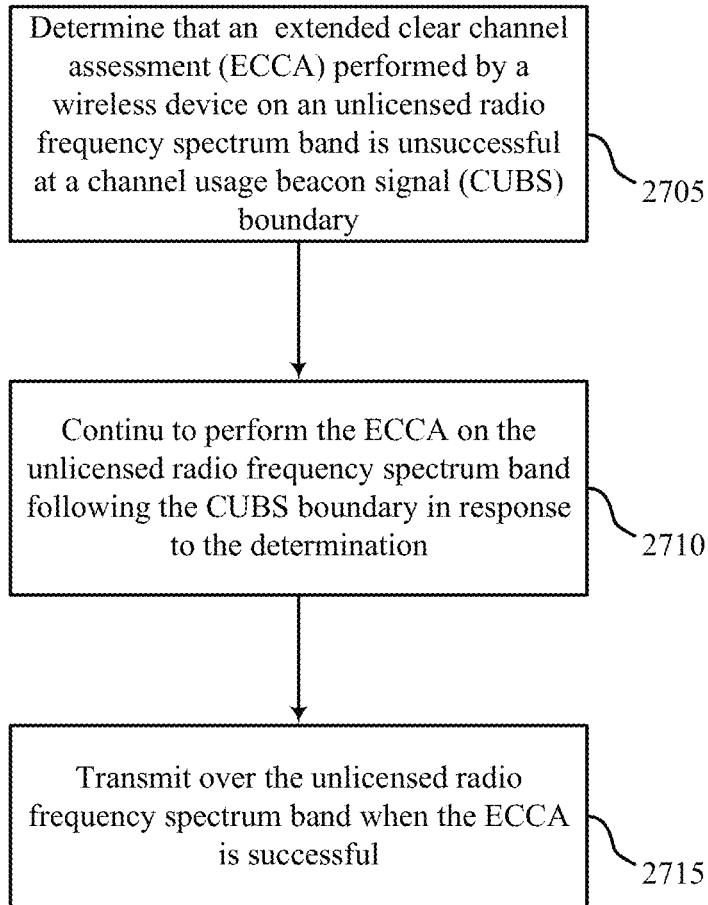 Determine that an extended clear channel
assessment (ECCA) performed by a
wireless device on an unlicensed radio
frequency spectrum band is unsuccessful
at a channel usage beacon signal (CUBS)
boundary
2705
Continu to perform the ECCA on the
unlicensed radio frequency spectrum band
following the CUBS boundary in response
to the determination
2710
Transmit over the unlicensed radio
frequency spectrum band when the ECCA
is successful
2715